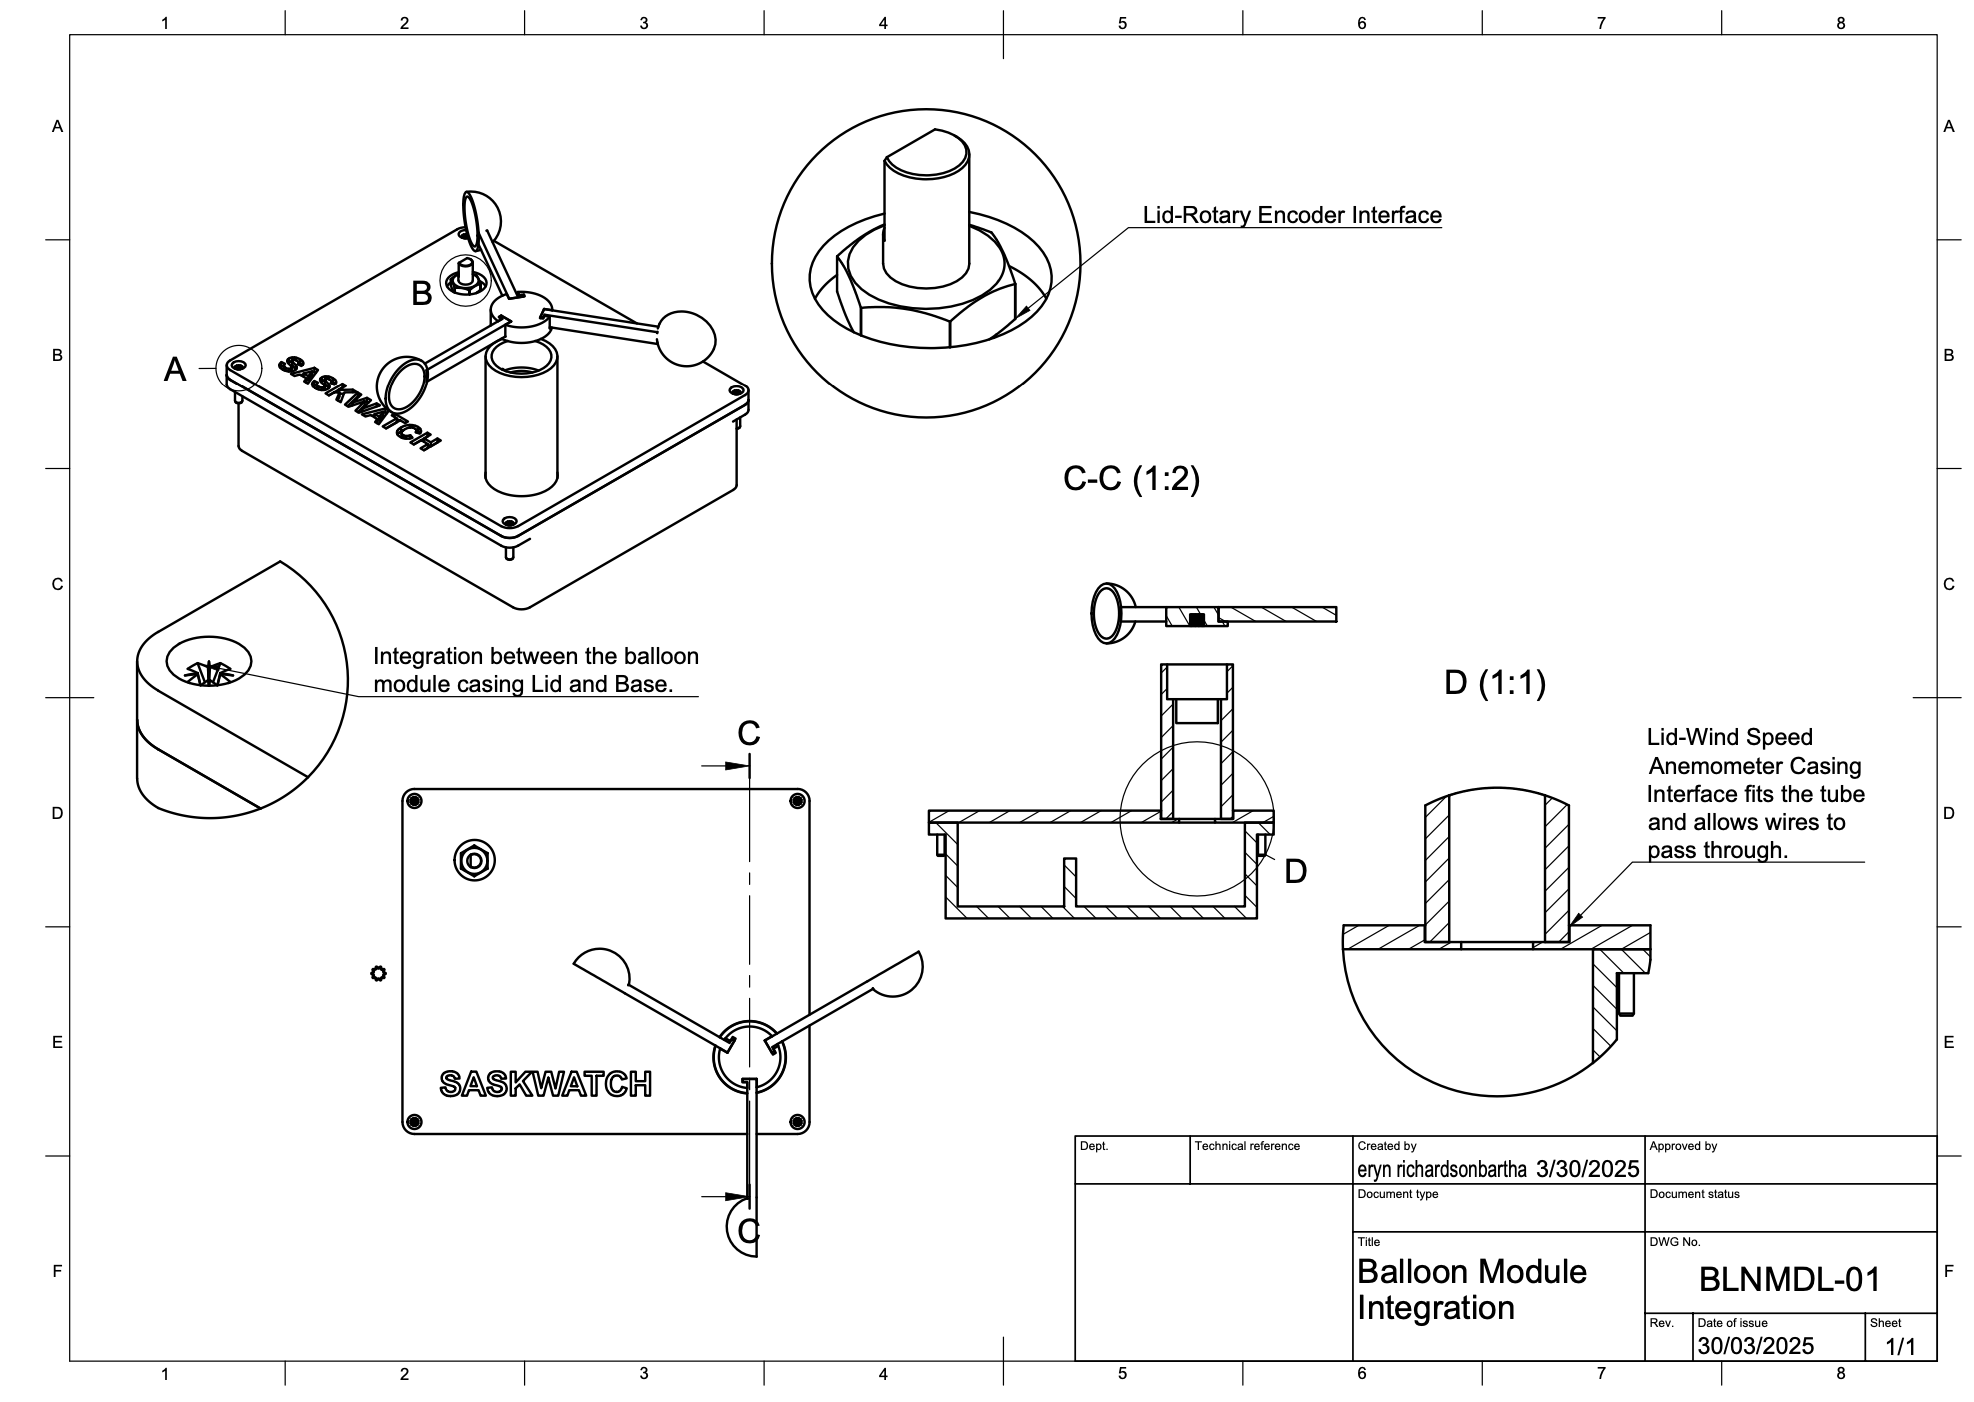 1 2 3 4 5 6 7 8
A A
Lid-Rotary Encoder Interface
B
B B
A
SASKWATCH
C-C (1:2)
C C
Integration between the balloon
module casing Lid and Base.
D (1:1)
C
Lid-Wind Speed
Anemometer Casing
Interface fits the tube
and allows wires to
pass through.
D D
D
E E
SASKWATCH
C
Dept. Technical reference Created by Approved by
eryn richardsonbartha 3/30/2025
Document type Document status
Title DWG No.
Balloon Module
Integration
BLNMDL-01
F F
Rev. Date of issue Sheet
30/03/2025 1/1
1 2 3 4 5 6 7 8